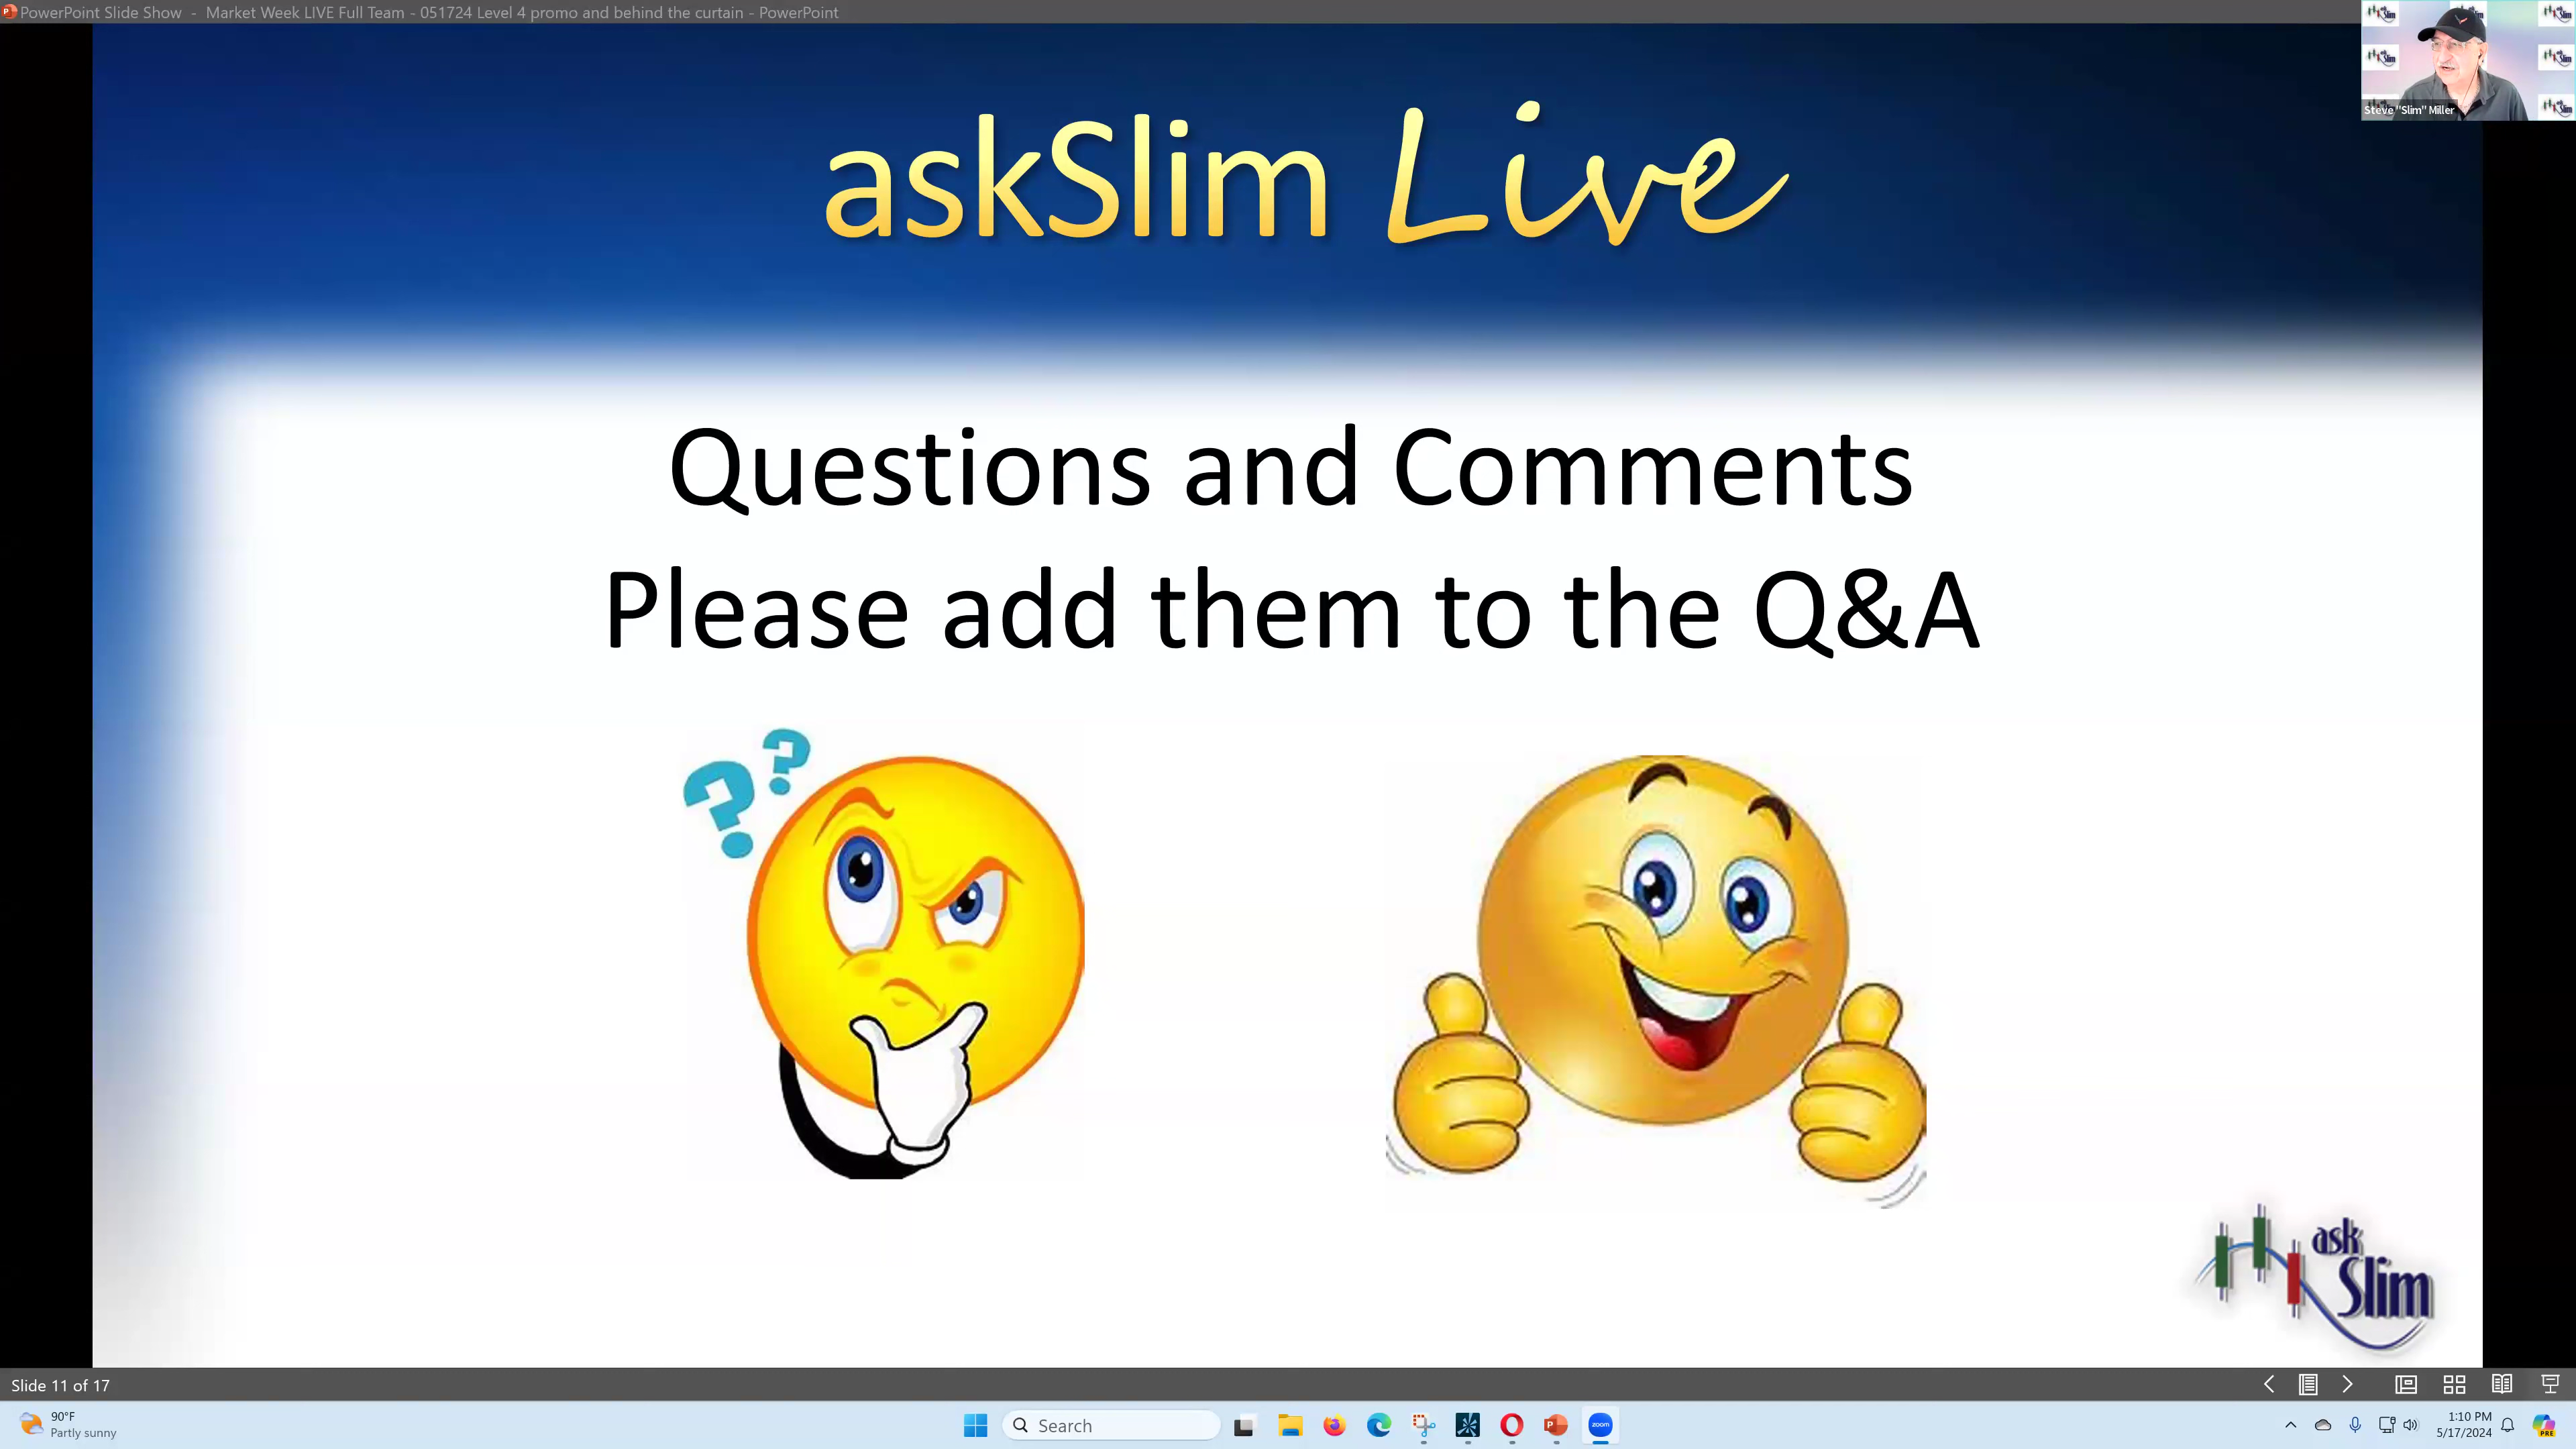 PowerPoint Slide Show - Market Week LIVE Full Team - 051724 Level 4 promo and behind the curtain - PowerPoint
Steve "Slim" Miller
askSlim Live
Questions and Comments
Please add them to the Q&A
? ?
ask
Slim
Slide 11 of 17
90°F
Partly sunny
Search
zoom
1:10 PM
5/17/2024
PRE